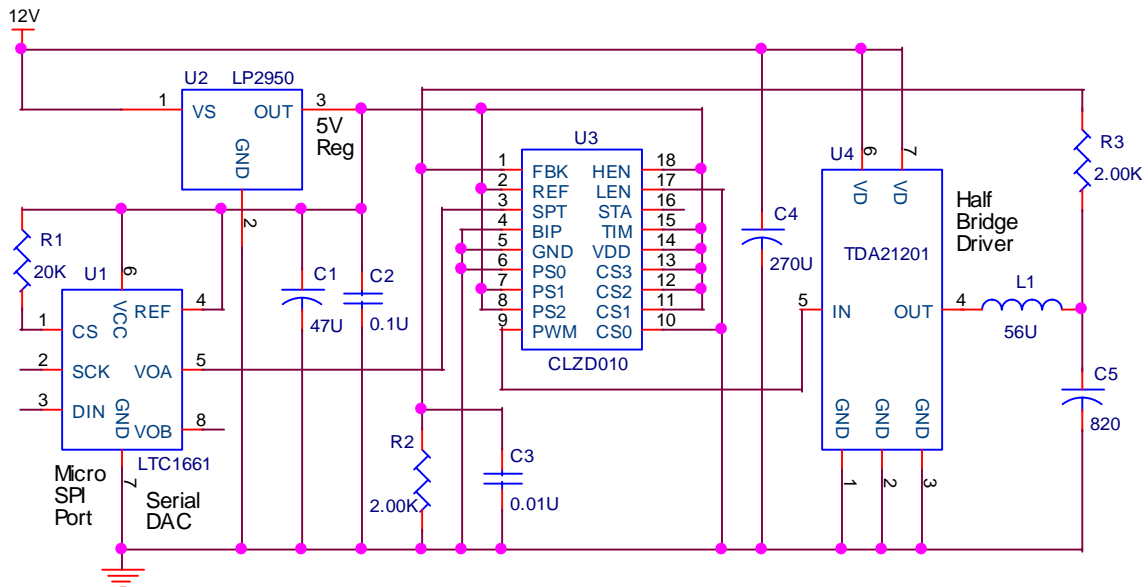 12V
U2 LP2950
1 VS OUT 3
GND
2
5V
Reg
R1
20K
U1
6
VCC
REF 4
1 CS
2 SCK VOA 5
3 DIN
GND
VOB 8
LTC1661
7
Micro
SPI
Port
Serial
DAC
C1
47U
C2
0.1U
U3
1 FBK HEN 18
2 REF LEN 17
3 SPT STA 16
4 BIP TIM 15
5 GND VDD 14
6 PS0 CS3 13
7 PS1 CS2 12
8 PS2 CS1 11
9 PWM CS0 10
CLZD010
R2
2.00K
C3
0.01U
C4
270U
U4
6 7
VD VD
TDA21201
5 IN OUT 4
GND GND GND
1 2 3
Half
Bridge
Driver
L1
56U
R3
2.00K
C5
820